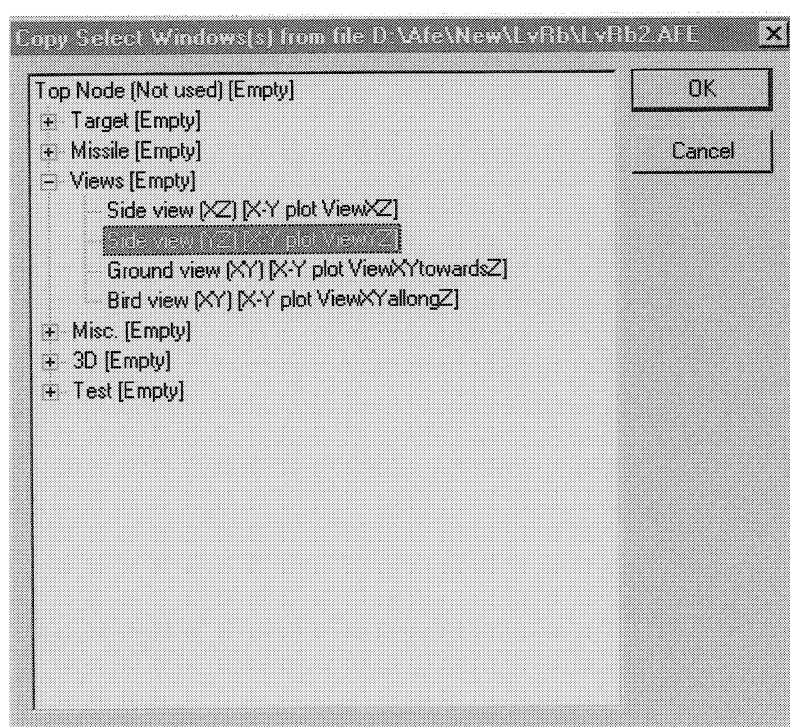 Copy Select Windows(s) from file D:\Afe\New\LvRb\LvRb2.AFE
OK
Cancel
Top Node (Not used) [Empty]
Target [Empty]
Missile [Empty]
Views [Empty]
Side view (XZ) [X-Y plot ViewXZ]
Side view (YZ) [X-Y plot ViewYZ]
Ground view (XY) [X-Y plot ViewXYtowardsZ]
Bird view (XY) [X-Y plot ViewXYallongZ]
Misc. [Empty]
3D [Empty]
Test [Empty]